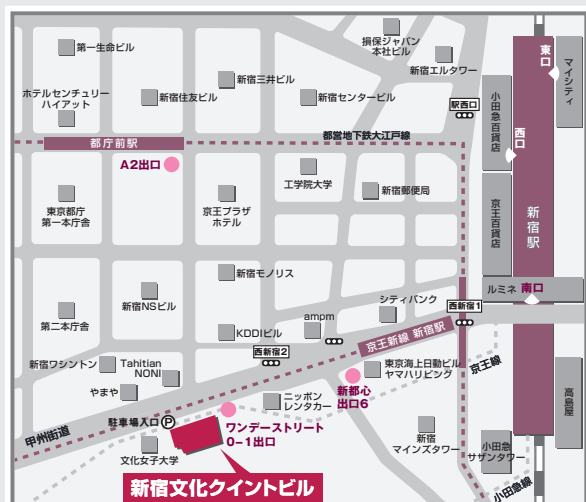 損保ジャパン
本社ビル
第一生命ビル
新宿エルタワー
東口
マイシティ
新宿三井ビル
ホテルセンチュリー
ハイアット
新宿住友ビル
新宿センタービル
小田急百貨店
駅西口
西口
都庁前駅
都営地下鉄大江戸線
A2出口
工学院大学
新宿郵便局
東京都庁
第一本庁舎
京王プラザ
ホテル
京王百貨店
新宿駅
新宿モノリス
新宿NSビル
ルミネ 南口
シティバンク
西新宿1
第二本庁舎
KDDIビル
ampm
京王新線 新宿駅
西新宿2
新宿ワシントン
Tahitian
NONI
東京海上日動ビル
ヤマハリビング
京王線
やまや
ニッポン
レンタカー
新都心
出口6
高島屋
駐車場入口 P
ワンデーストリート
0-1出口
甲州街道
文化女子大学
新宿
マインズタワー
小田急
サザンタワー
新宿文化クイントビル
小田急線